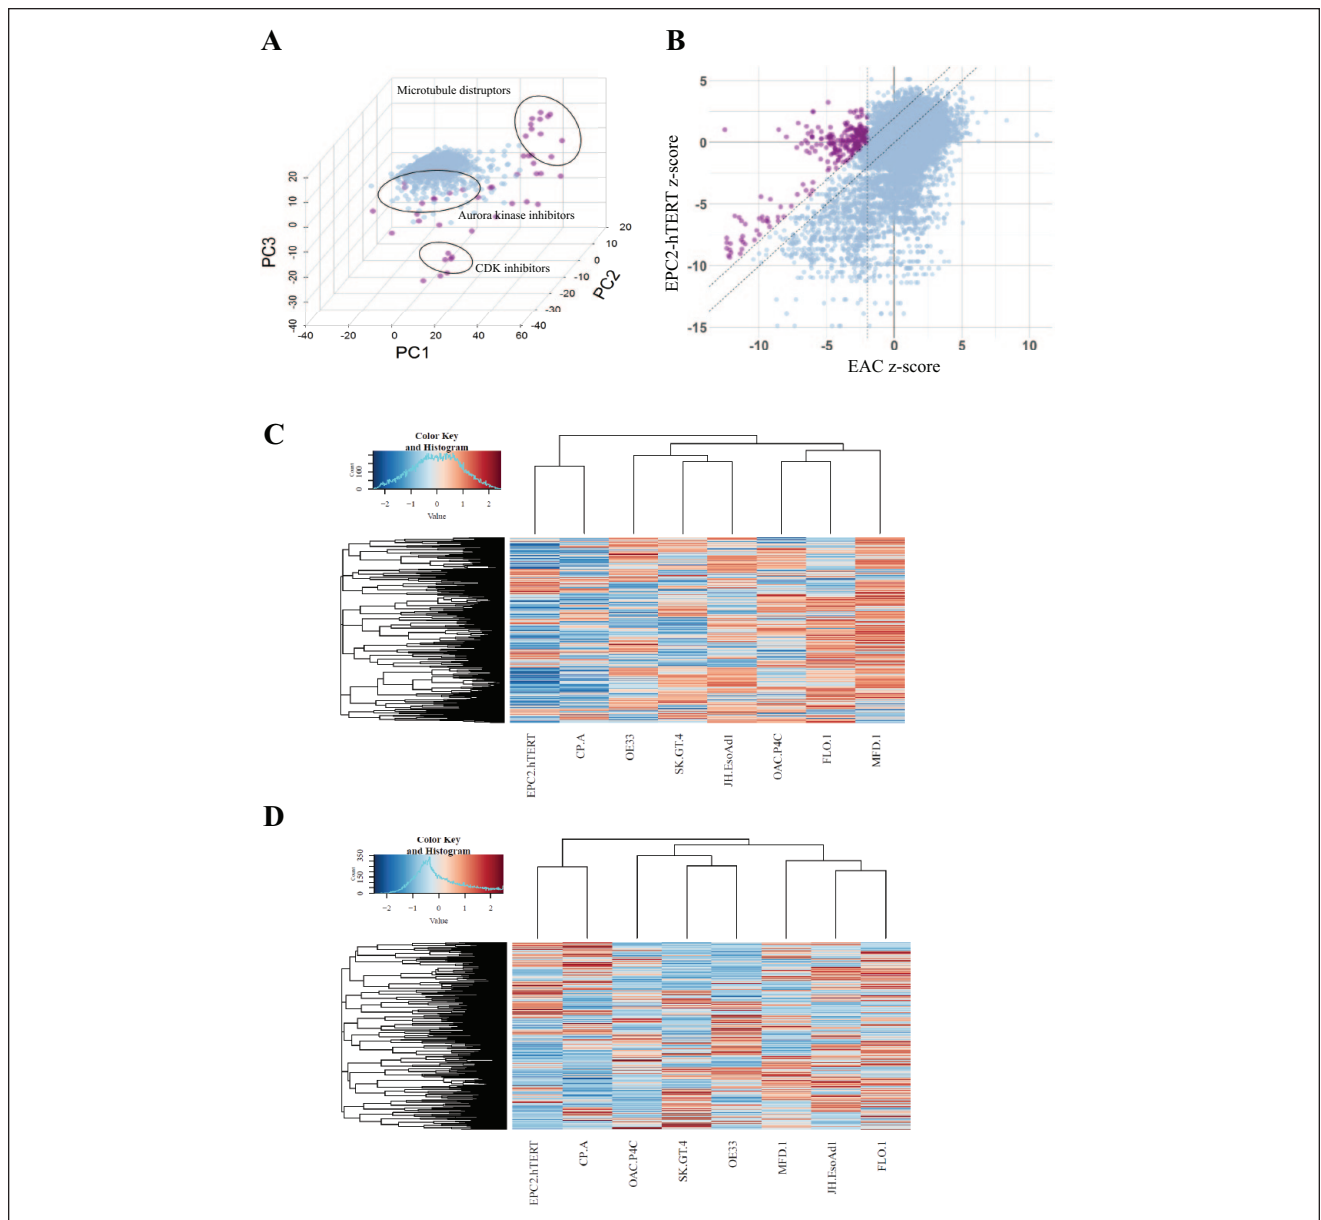 A
Microtubule distruptors
Aurora kinase inhibitors
CDK inhibitors
PC3
20
10
0
-10
-20
-30
-40
-40
-20
0
20
40
60
PC1
-40
-30
-20
-10
0
10
20
PC2
B
EPC2-hTERT z-score
5
0
-5
-10
-15
-10
-5
0
5
10
EAC z-score
C
Color Key
and Histogram
Count
0
100
-2
-1
0
1
2
Value
EPC2.hTERT
CP.A
OE33
SK.GT.4
JH.EsoAd1
OAC.P4C
FLO.1
MFD.1
D
Color Key
and Histogram
Count
0
150
350
-2
-1
0
1
2
Value
EPC2.hTERT
CP.A
OAC.P4C
SK.GT.4
OE33
MFD.1
JH.EsoAd1
FLO.1